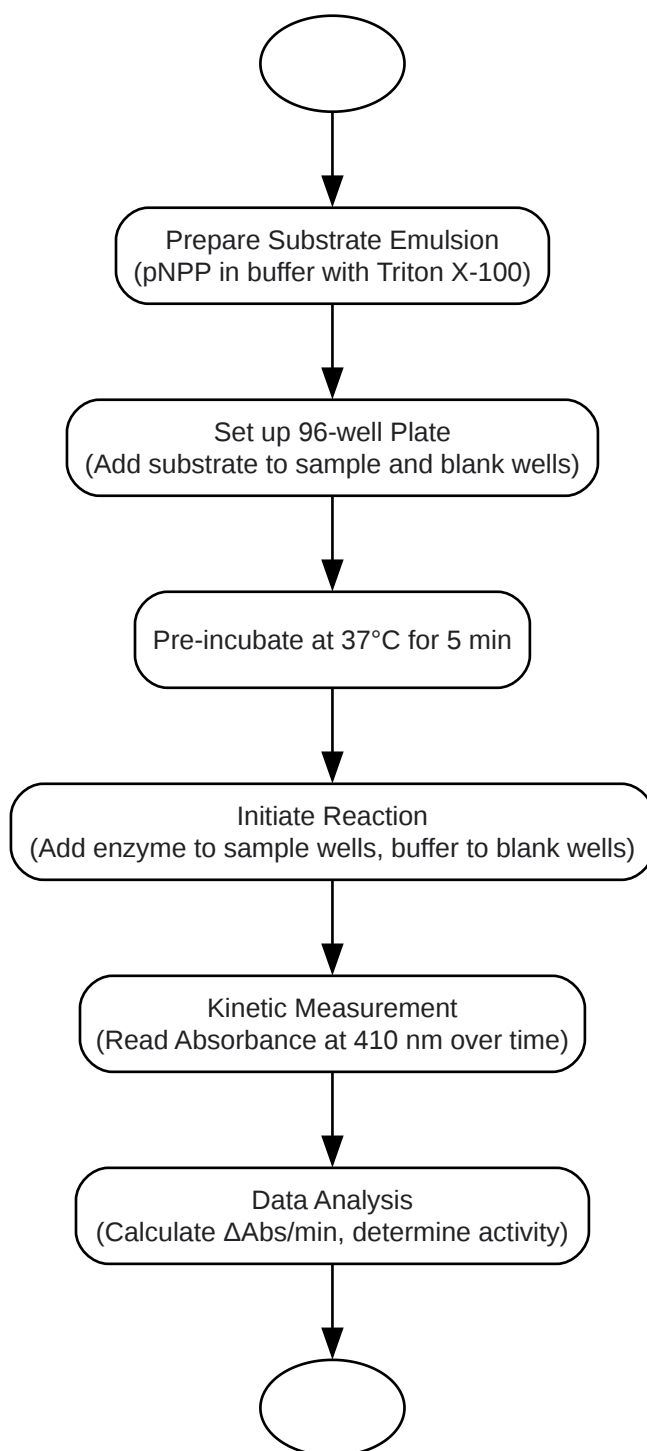 Prepare Substrate Emulsion
(pNPP in buffer with Triton X-100)
Set up 96-well Plate
(Add substrate to sample and blank wells)
Pre-incubate at 37°C for 5 min
Initiate Reaction
(Add enzyme to sample wells, buffer to blank wells)
Kinetic Measurement
(Read Absorbance at 410 nm over time)
Data Analysis
(Calculate ΔAbs/min, determine activity)